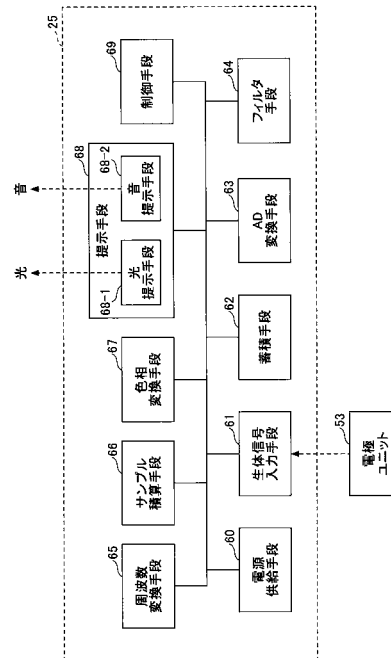 25
光
音
65
周波数
変換手段
66
サンプル
積算手段
67
色相
変換手段
68
提示手段
68-1
光
提示手段
68-2
音
提示手段
69
制御手段
60
電源
供給手段
61
生体信号
入力手段
62
蓄積手段
63
AD
変換手段
64
フィルタ
手段
53
電極
ユニット